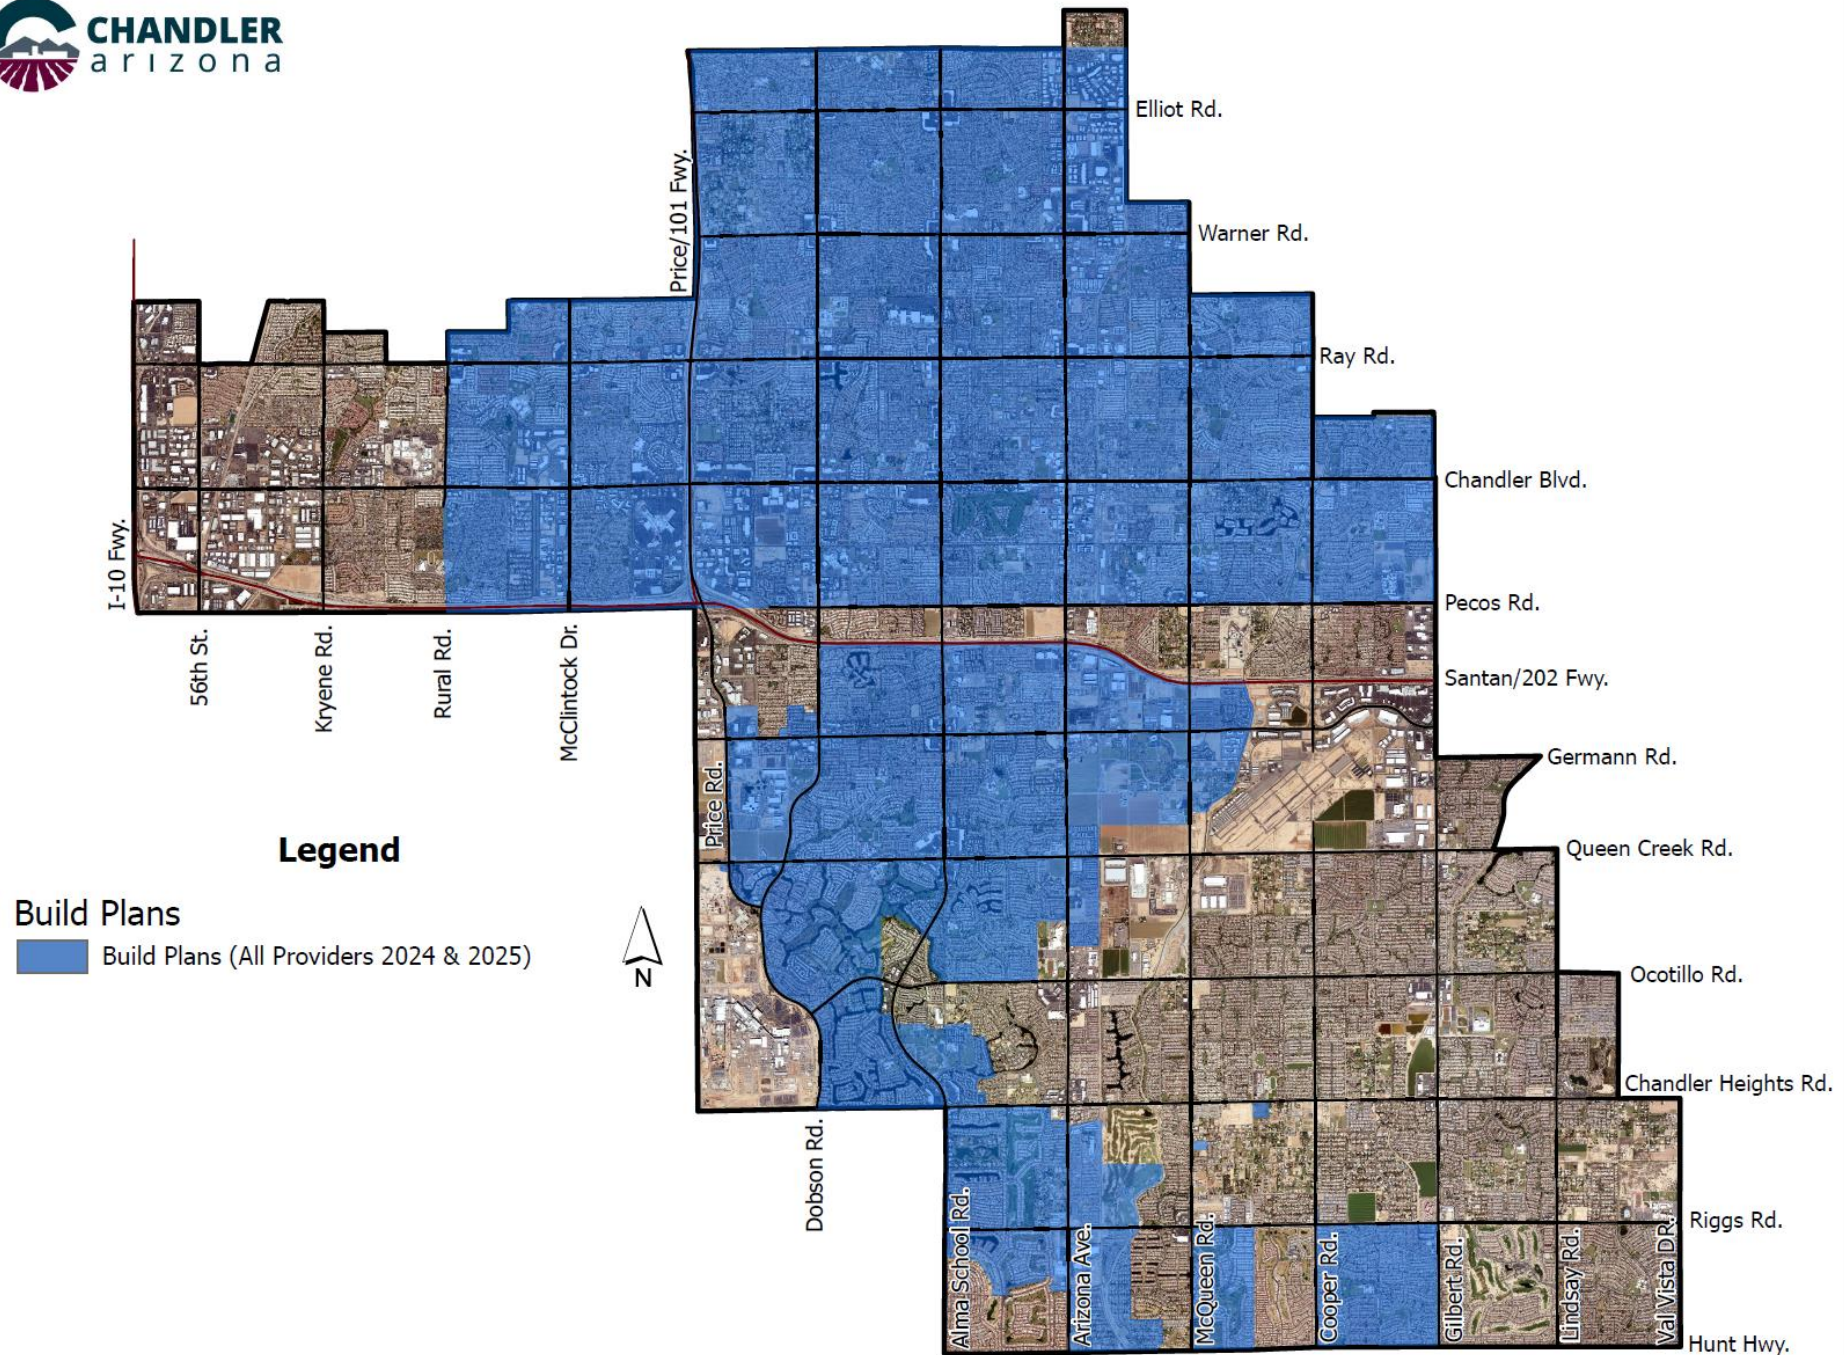 CHANDLER
arizona
Elliot Rd.
Price/101 Fwy.
Warner Rd.
Ray Rd.
Chandler Blvd.
I-10 Fwy.
Pecos Rd.
56th St.
Kryene Rd.
Rural Rd.
McClintock Dr.
Santan/202 Fwy.
Germann Rd.
Price Rd.
Legend
Queen Creek Rd.
Build Plans
Build Plans (All Providers 2024 & 2025)
N
Ocotillo Rd.
Chandler Heights Rd.
Dobson Rd.
Alma School Rd.
Arizona Ave.
McQueen Rd.
Cooper Rd.
Gilbert Rd.
Lindsay Rd.
Val Vista DR.
Riggs Rd.
Hunt Hwy.